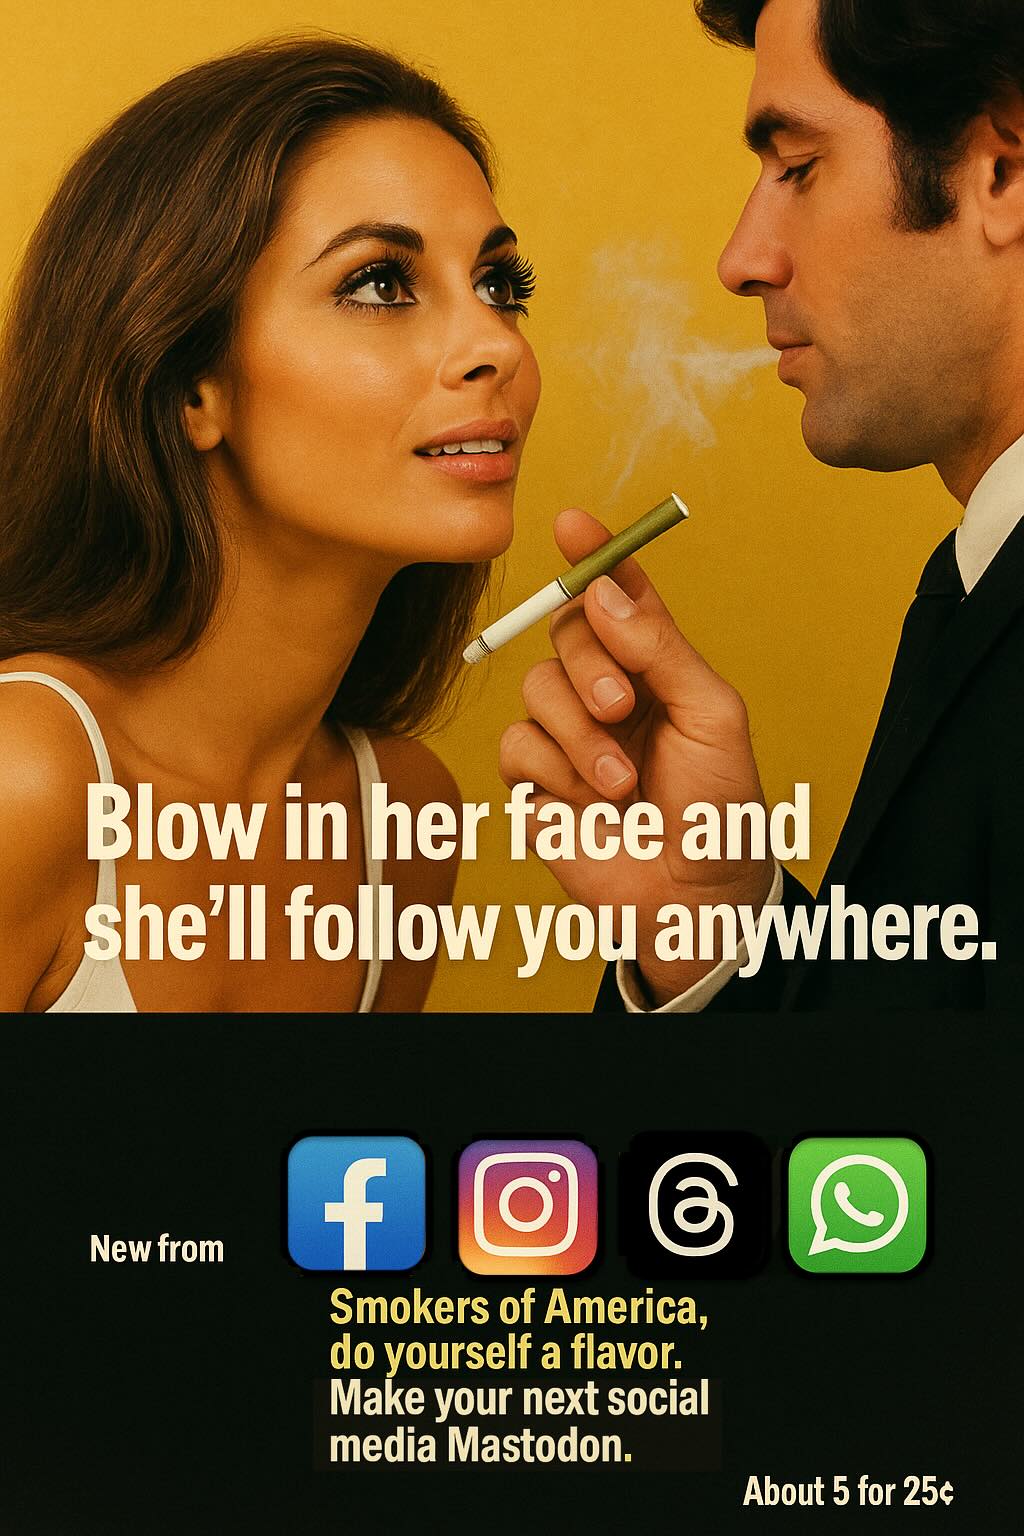 Blow in her face and
she'll follow you anywhere.
New from
Smokers of America,
do yourself a flavor.
Make your next social
media Mastodon.
About 5 for 25¢